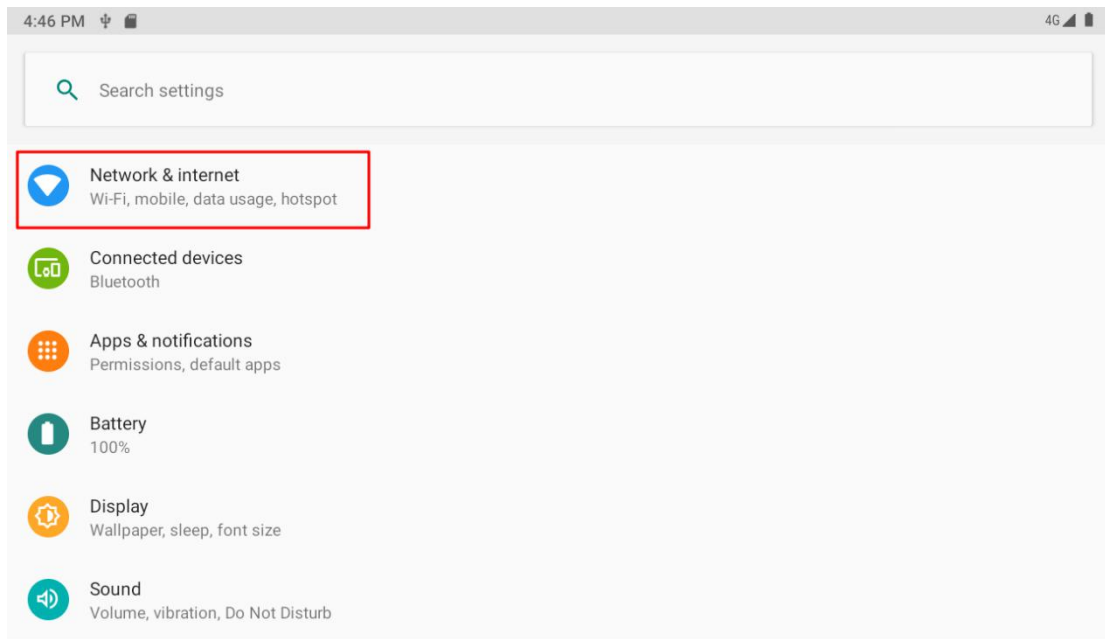 4:46 PM
4G
Search settings
Network & internet
Wi-Fi, mobile, data usage, hotspot
Connected devices
Bluetooth
Apps & notifications
Permissions, default apps
Battery
100%
Display
Wallpaper, sleep, font size
Sound
Volume, vibration, Do Not Disturb